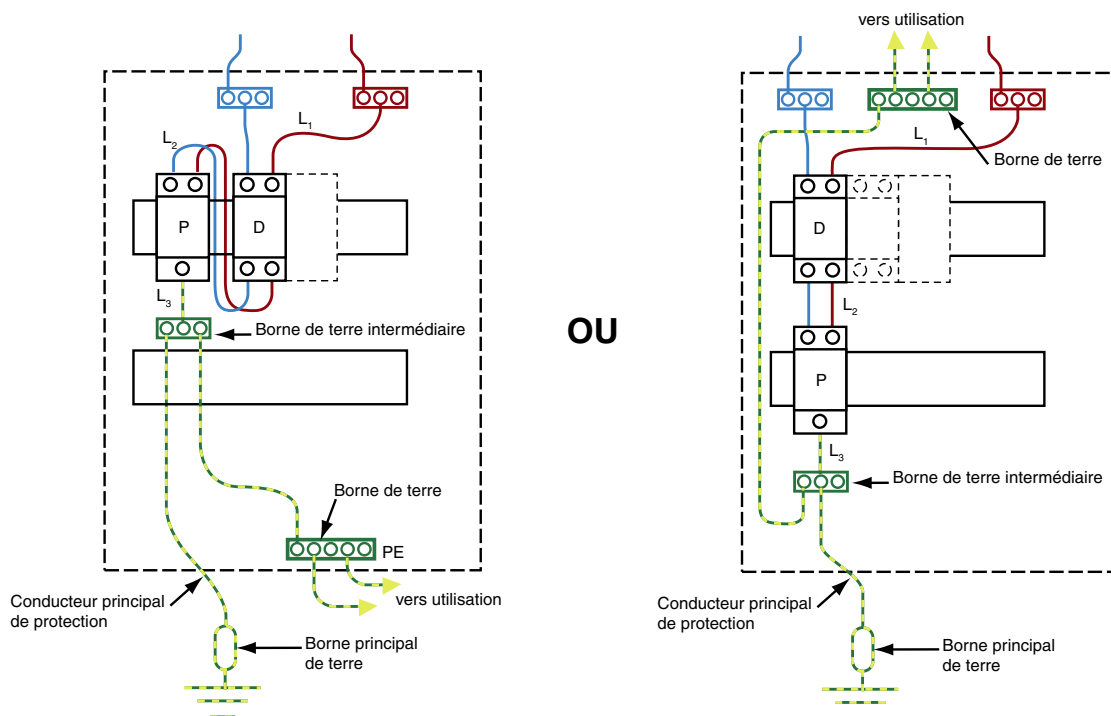 L1
L2
P
D
L3
Borne de terre intermédiaire
Borne de terre
PE
vers utilisation
Conducteur principal
de protection
Borne principal
de terre
OU
vers utilisation
L1
Borne de terre
D
L2
P
L3
Borne de terre intermédiaire
Conducteur principal
de protection
Borne principal
de terre